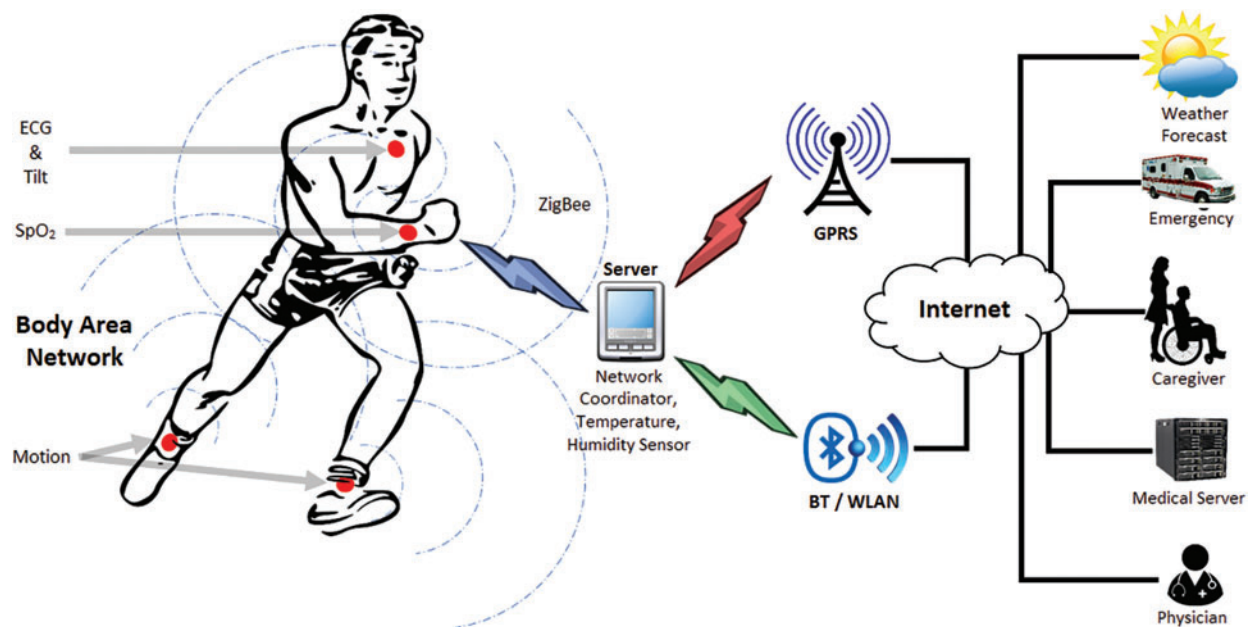 ECG
&
Tilt
SpO₂
Body Area
Network
Motion
ZigBee
Server
Network
Coordinator,
Temperature,
Humidity Sensor
GPRS
BT / WLAN
Internet
Weather
Forecast
Emergency
Caregiver
Medical Server
Physician